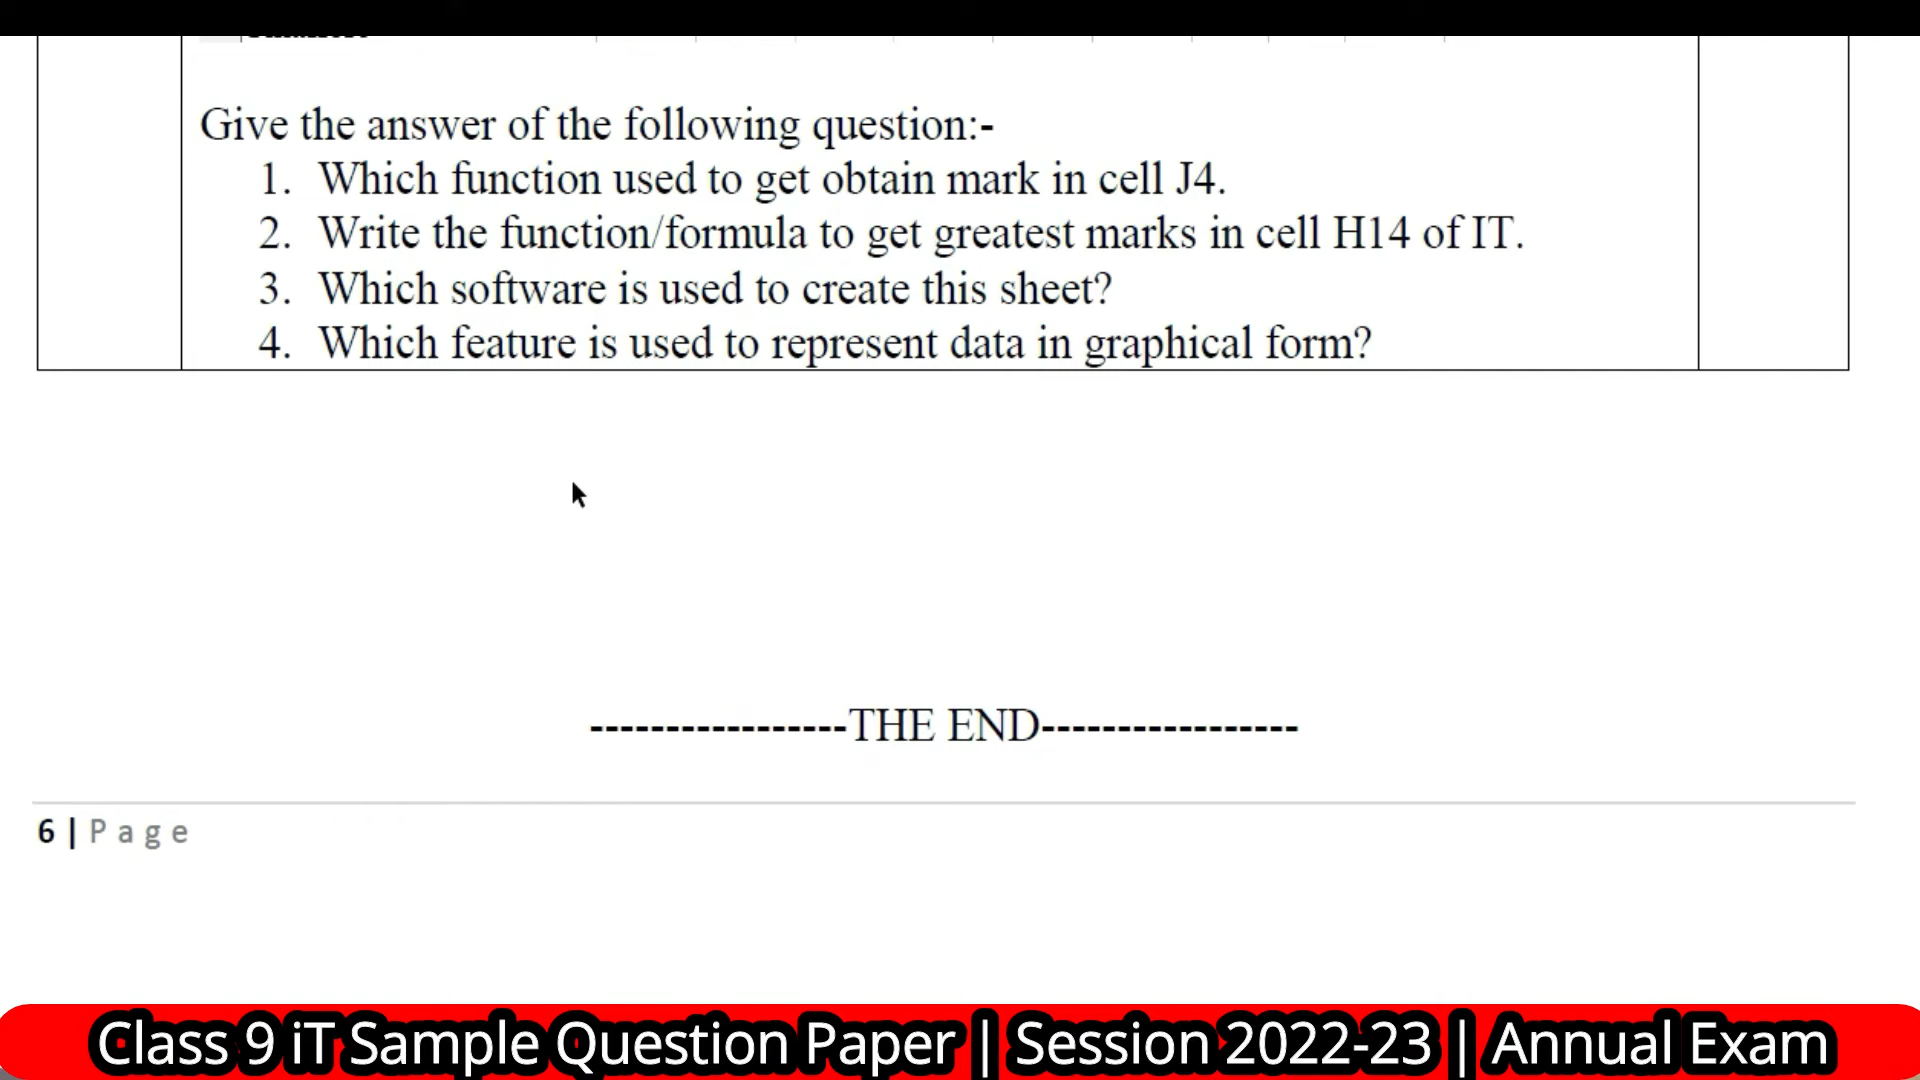 Give the answer of the following question:-
1. Which function used to get obtain mark in cell J4.
2. Write the function/formula to get greatest marks in cell H14 of IT.
3. Which software is used to create this sheet?
4. Which feature is used to represent data in graphical form?
-----------------THE END-----------------
6 | P a g e
Class 9 iT Sample Question Paper | Session 2022-23 | Annual Exam